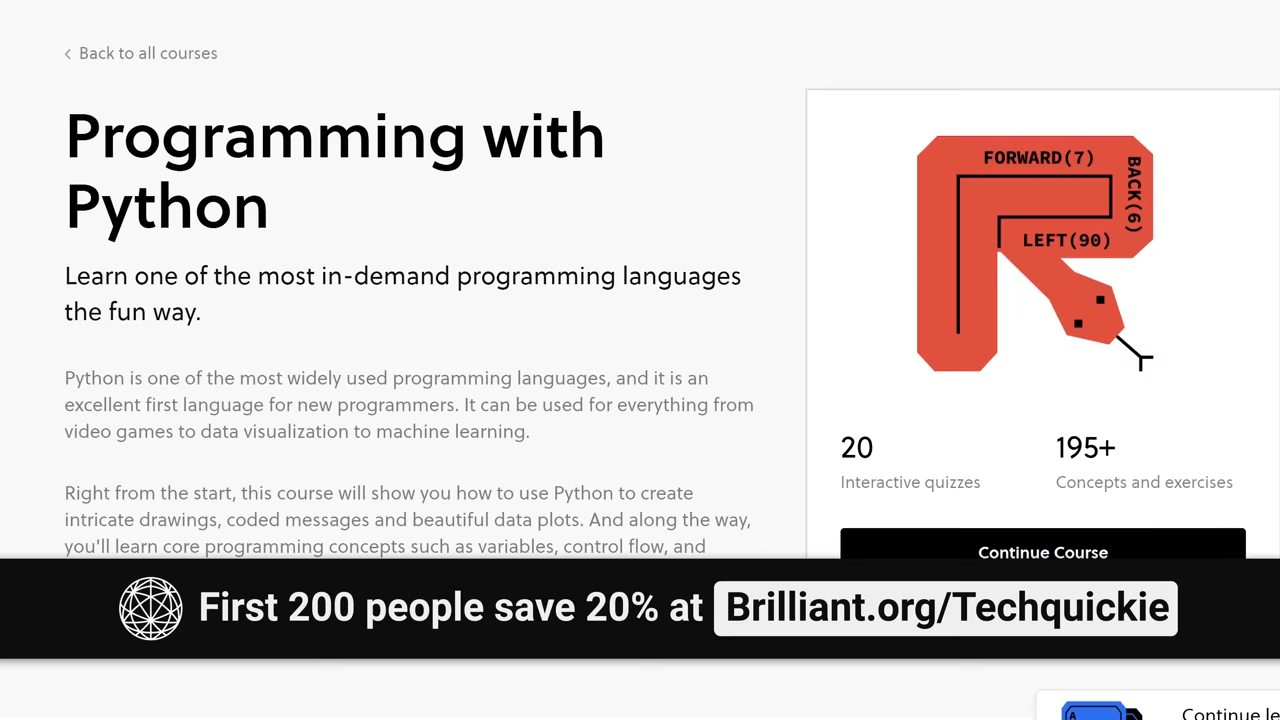 Back to all courses
Programming with
Python
Learn one of the most in-demand programming languages
the fun way.
Python is one of the most widely used programming languages, and it is an
excellent first language for new programmers. It can be used for everything from
video games to data visualization to machine learning.
Right from the start, this course will show you how to use Python to create
intricate drawings, coded messages and beautiful data plots. And along the way,
you'll learn core programming concepts such as variables, control flow, and
FORWARD(7)
BACK(6)
LEFT(90)
20
Interactive quizzes
195+
Concepts and exercises
Continue Course
First 200 people save 20% at Brilliant.org/Techquickie
A
Continue le